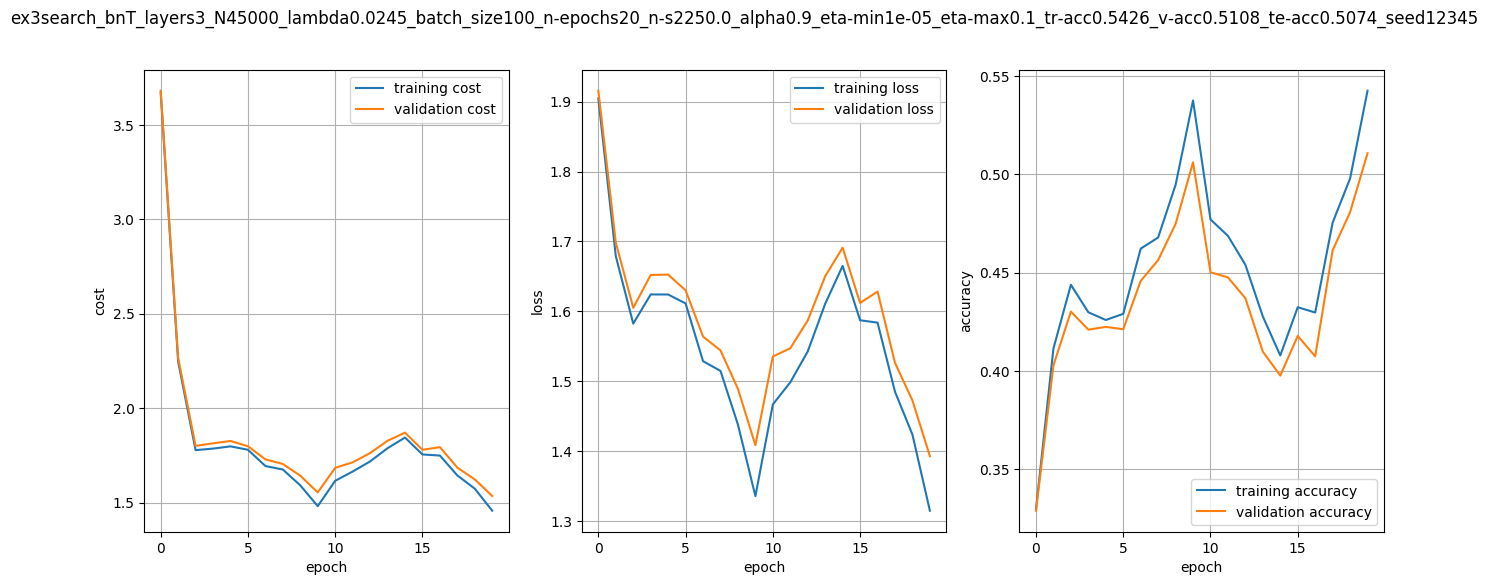 ex3search_bnT_layers3_N45000_lambda0.0245_batch_size100_n-epochs20_n-s2250.0_alpha0.9_eta-min1e-05_eta-max0.1_tr-acc0.5426_v-acc0.5108_te-acc0.5074_seed12345
training cost
validation cost
3.5
3.0
2.5
2.0
1.5
cost
0
5
10
15
epoch
training loss
validation loss
1.9
1.8
1.7
1.6
1.5
1.4
1.3
loss
0
5
10
15
epoch
0.55
0.50
0.45
0.40
0.35
accuracy
training accuracy
validation accuracy
0
5
10
15
epoch